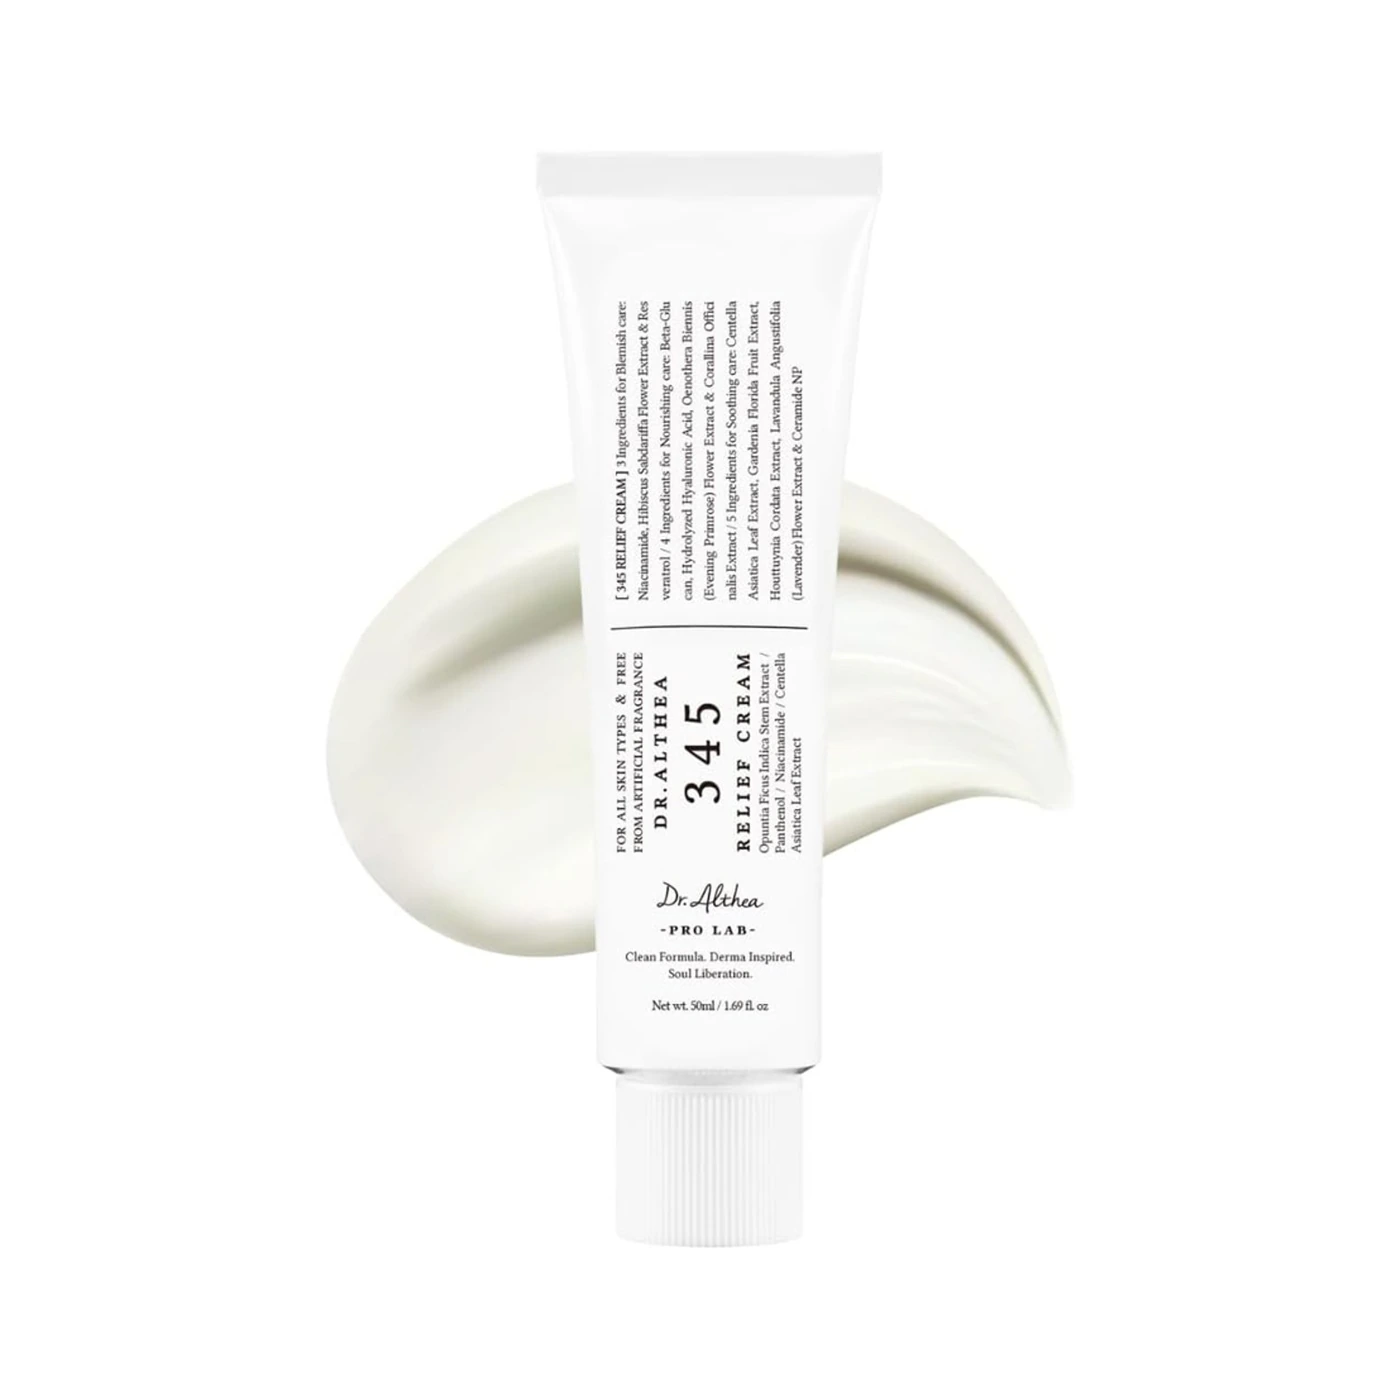 [ 345 RELIEF CREAM ] 3 Ingredients for Blemish care:
Niacinamide, Hibiscus Sabdariffa Flower Extract & Res
veratrol / 4 Ingredients for Nourishing care: Beta-Glu
can, Hydrolyzed Hyaluronic Acid, Oenothera Biennis
(Evening Primrose) Flower Extract & Corallina Offici
nalis Extract / 5 Ingredients for Soothing care: Centella
Asiatica Leaf Extract, Gardenia Florida Fruit Extract,
Houttuynia Cordata Extract, Lavandula Angustifolia
(Lavender) Flower Extract & Ceramide NP
FOR ALL SKIN TYPES & FREE
FROM ARTIFICIAL FRAGRANCE
DR.ALTHEA
345
RELIEF CREAM
Opuntia Ficus Indica Stem Extract /
Panthenol / Niacinamide / Centella
Asiatica Leaf Extract
Dr. Althea
-PRO LAB-
Clean Formula. Derma Inspired.
Soul Liberation.
Net wt. 50ml / 1.69 fl. oz